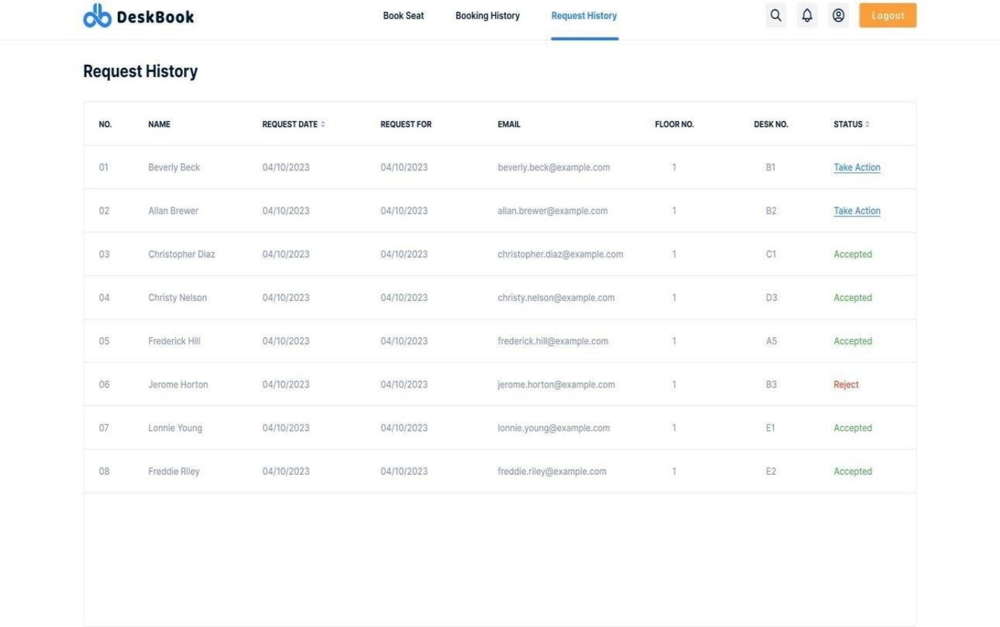 DeskBook Book Seat Booking History Request History Logout
Request History
NO. NAME REQUEST DATE REQUEST FOR EMAIL FLOOR NO. DESK NO. STATUS
01 Beverly Beck 04/10/2023 04/10/2023 beverly.beck@example.com 1 B1 Take Action
02 Allan Brewer 04/10/2023 04/10/2023 allan.brewer@example.com 1 B2 Take Action
03 Christopher Diaz 04/10/2023 04/10/2023 christopher.diaz@example.com 1 C1 Accepted
04 Christy Nelson 04/10/2023 04/10/2023 christy.nelson@example.com 1 D3 Accepted
05 Frederick Hill 04/10/2023 04/10/2023 frederick.hill@example.com 1 A5 Accepted
06 Jerome Horton 04/10/2023 04/10/2023 jerome.horton@example.com 1 B3 Reject
07 Lonnie Young 04/10/2023 04/10/2023 lonnie.young@example.com 1 E1 Accepted
08 Freddie Riley 04/10/2023 04/10/2023 freddie.riley@example.com 1 E2 Accepted